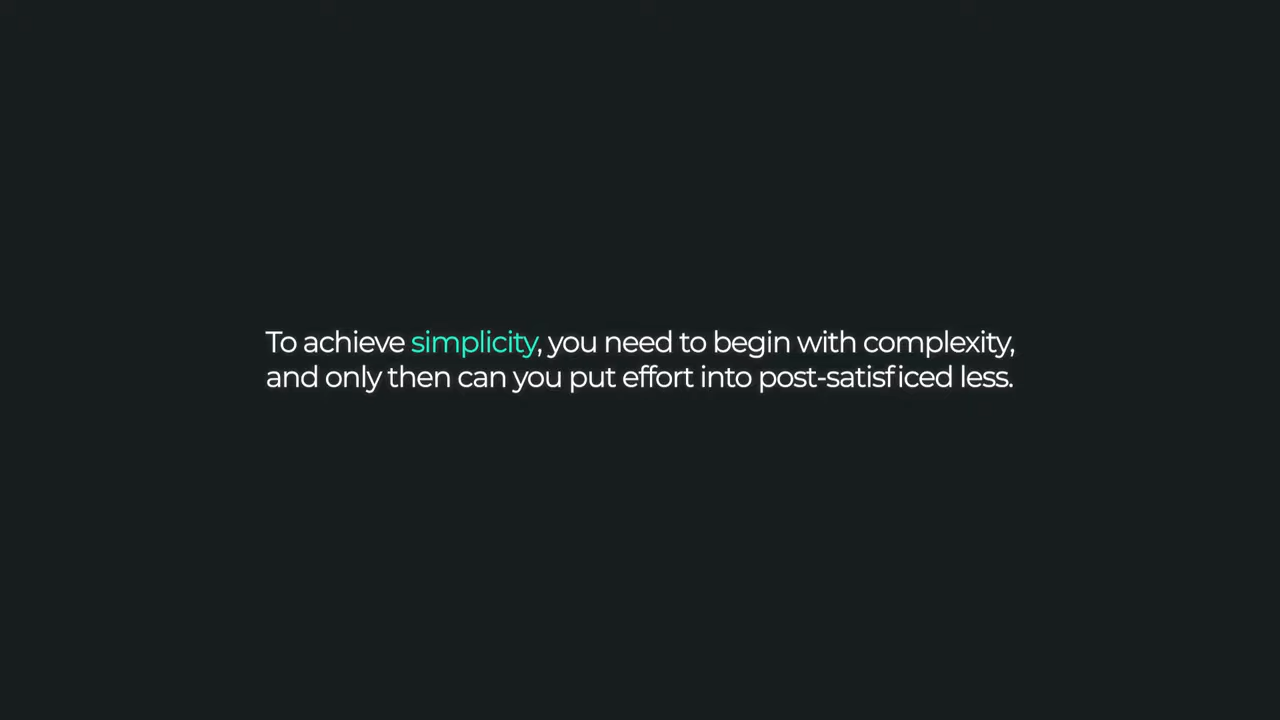 To achieve simplicity, you need to begin with complexity,
and only then can you put effort into post-satisficed less.